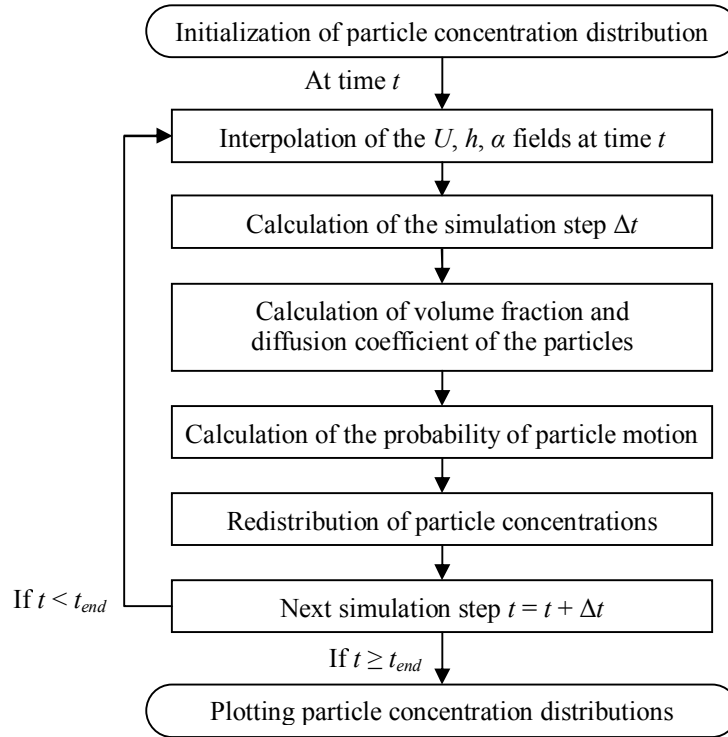 Initialization of particle concentration distribution
At time t
Interpolation of the U, h, α fields at time t
Calculation of the simulation step Δt
Calculation of volume fraction and
diffusion coefficient of the particles
Calculation of the probability of particle motion
Redistribution of particle concentrations
If t < t_end
Next simulation step t = t + Δt
If t ≥ t_end
Plotting particle concentration distributions